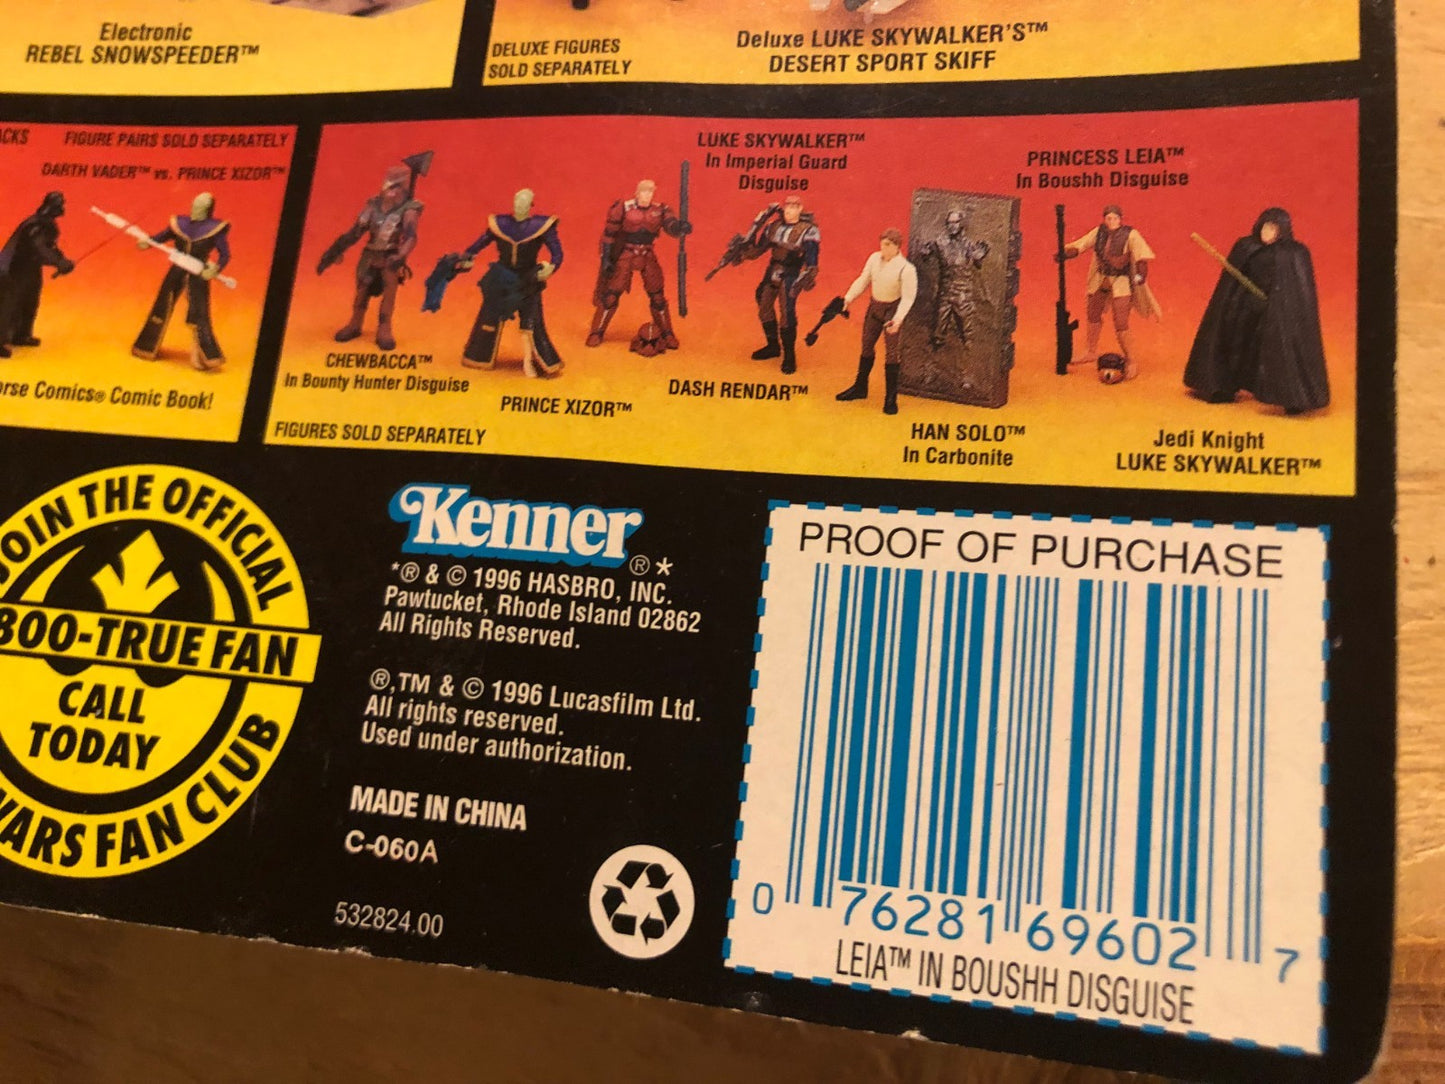 Electronic
REBEL SNOWSPEEDER™
DELUXE FIGURES
SOLD SEPARATELY
Deluxe LUKE SKYWALKER'S™
DESERT SPORT SKIFF
FIGURE PAIRS SOLD SEPARATELY
DARTH VADER™ vs. PRINCE XIZOR™
Comics® Comic Book!
LUKE SKYWALKER™
In Imperial Guard
Disguise
PRINCESS LEIA™
In Boushh Disguise
CHEWBACCA™
In Bounty Hunter Disguise
PRINCE XIZOR™
DASH RENDAR™
HAN SOLO™
In Carbonite
Jedi Knight
LUKE SKYWALKER™
FIGURES SOLD SEPARATELY
JOIN THE OFFICIAL
800-TRUE FAN
CALL
TODAY
WARS FAN CLUB
Kenner®*
*® & © 1996 HASBRO, INC.
Pawtucket, Rhode Island 02862
All Rights Reserved.
®,TM & © 1996 Lucasfilm Ltd.
All rights reserved.
Used under authorization.
MADE IN CHINA
C-060A
532824.00
PROOF OF PURCHASE
0 76281 69602 7
LEIA™ IN BOUSHH DISGUISE